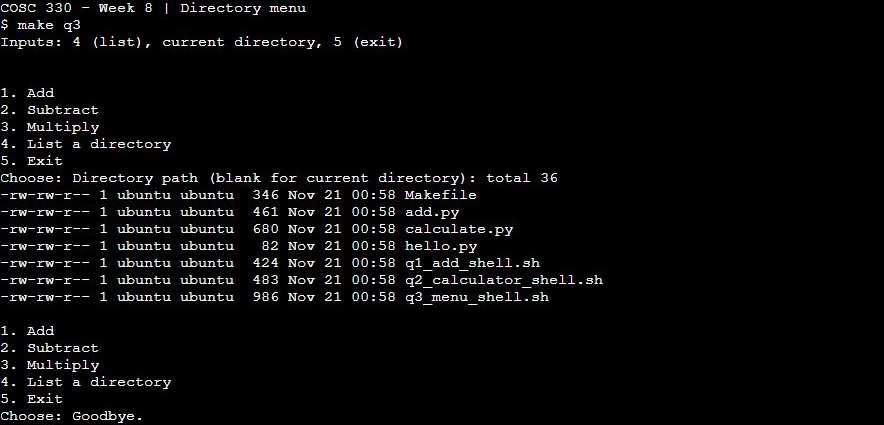 COSC 330 - Week 8 | Directory menu
$ make q3
Inputs: 4 (list), current directory, 5 (exit)
1. Add
2. Subtract
3. Multiply
4. List a directory
5. Exit
Choose: Directory path (blank for current directory): total 36
-rw-rw-r-- 1 ubuntu ubuntu  346 Nov 21 00:58 Makefile
-rw-rw-r-- 1 ubuntu ubuntu  461 Nov 21 00:58 add.py
-rw-rw-r-- 1 ubuntu ubuntu  680 Nov 21 00:58 calculate.py
-rw-rw-r-- 1 ubuntu ubuntu   82 Nov 21 00:58 hello.py
-rw-rw-r-- 1 ubuntu ubuntu  424 Nov 21 00:58 q1_add_shell.sh
-rw-rw-r-- 1 ubuntu ubuntu  483 Nov 21 00:58 q2_calculator_shell.sh
-rw-rw-r-- 1 ubuntu ubuntu  986 Nov 21 00:58 q3_menu_shell.sh
1. Add
2. Subtract
3. Multiply
4. List a directory
5. Exit
Choose: Goodbye.